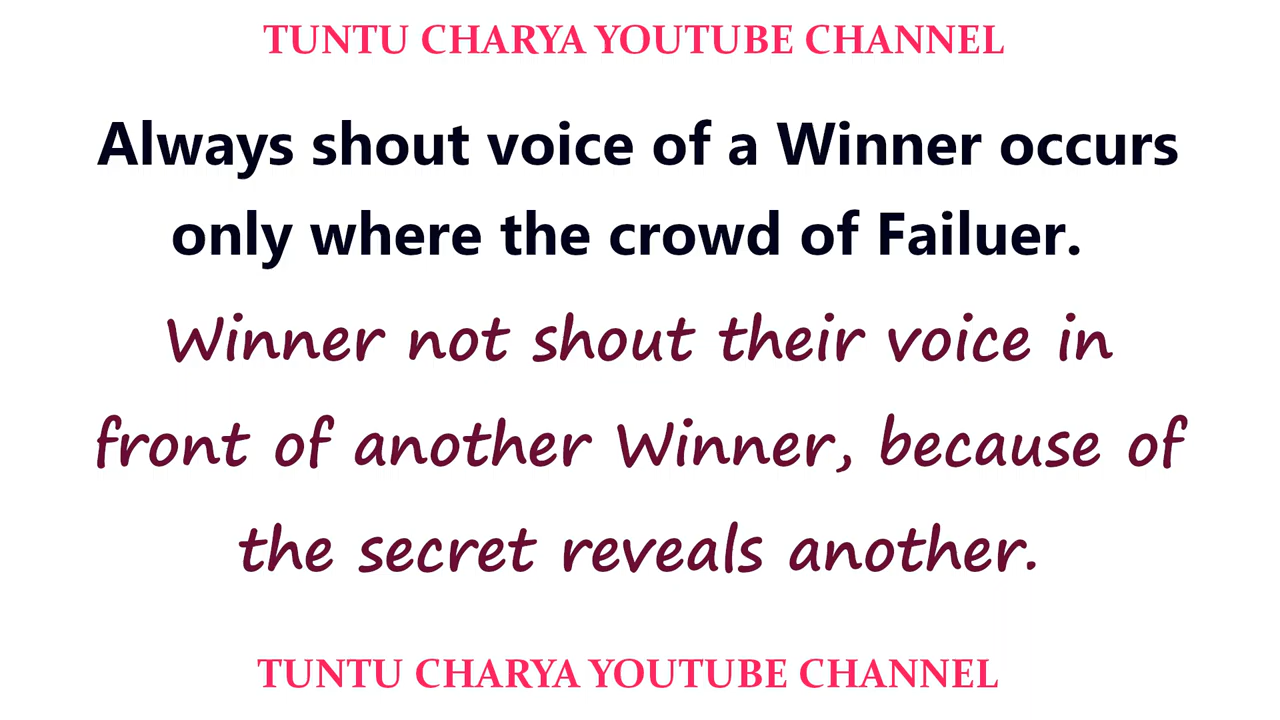 TUNTU CHARYA YOUTUBE CHANNEL
Always shout voice of a Winner occurs
only where the crowd of Failuer.
Winner not shout their voice in
front of another Winner, because of
the secret reveals another.
TUNTU CHARYA YOUTUBE CHANNEL